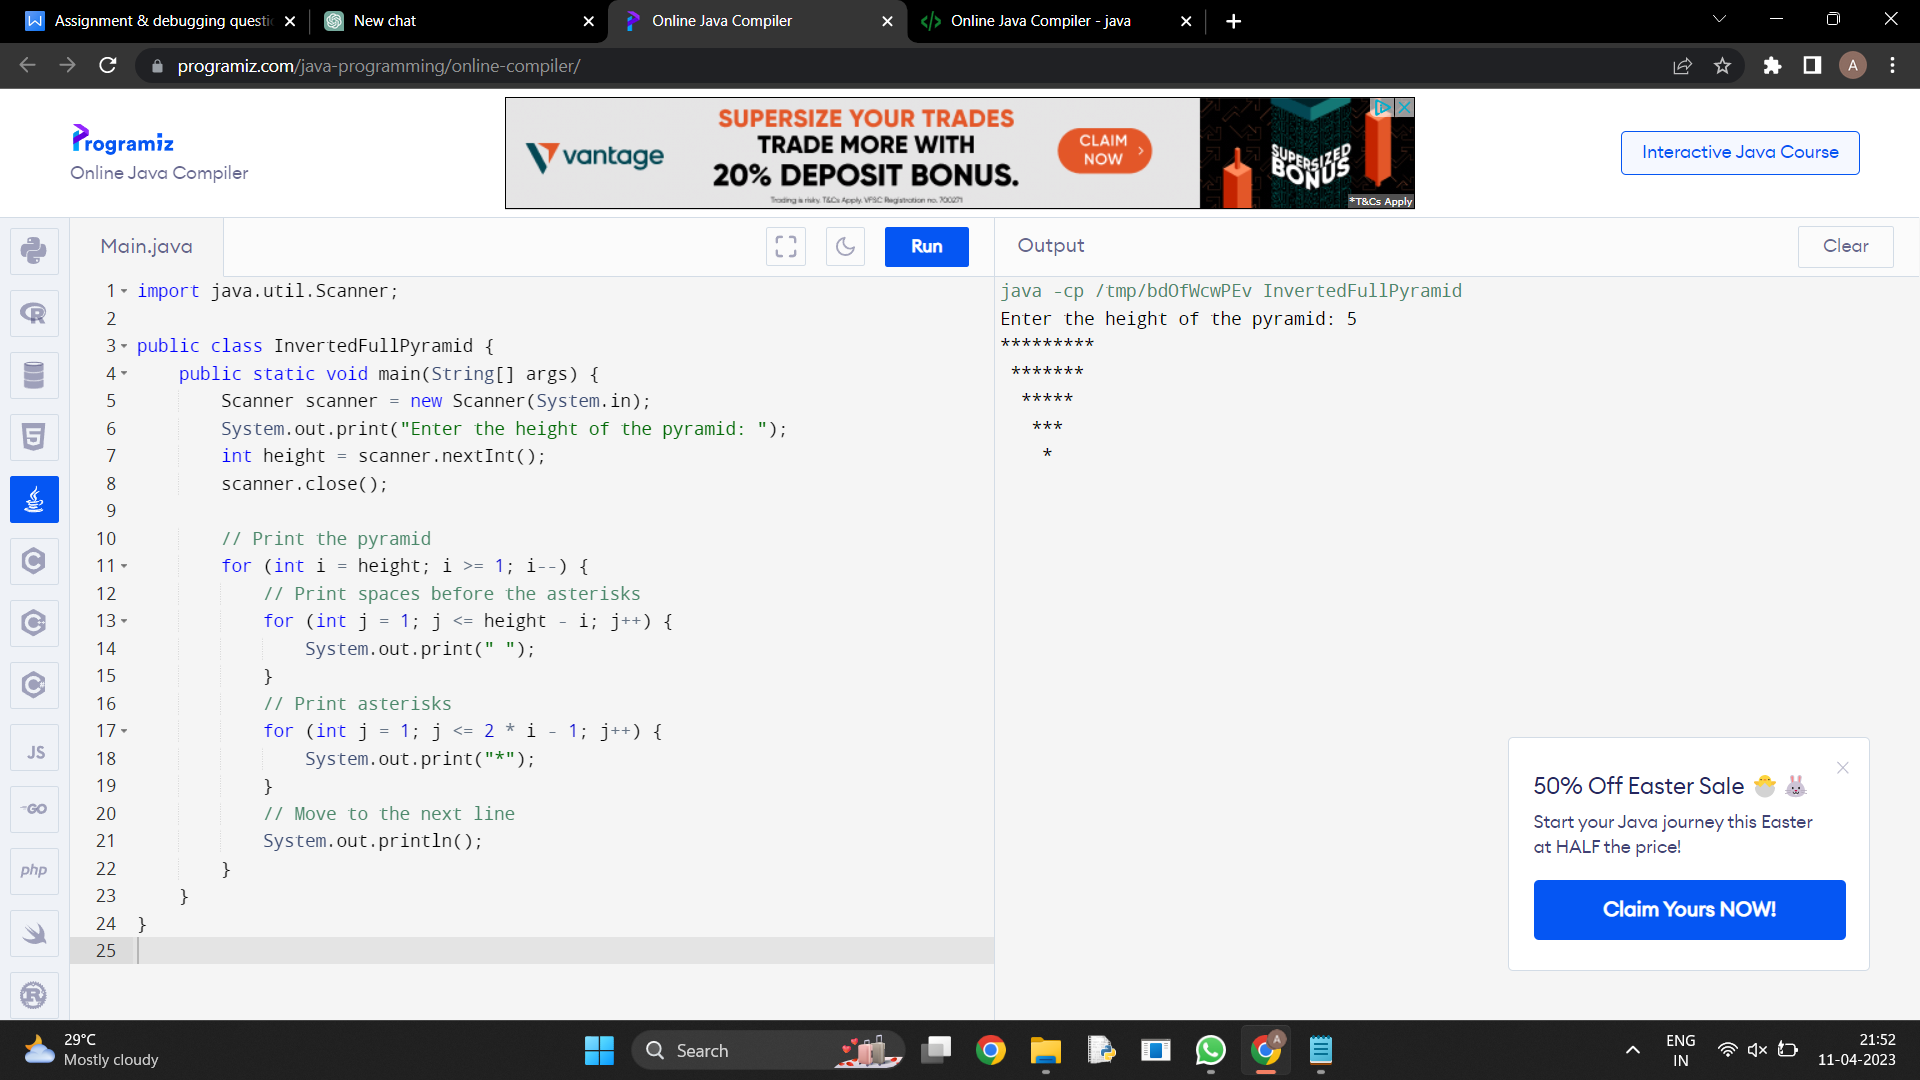 Assignment & debugging questi
New chat
Online Java Compiler
Online Java Compiler - java
programiz.com/java-programming/online-compiler/
A
Programiz
Online Java Compiler
vantage
SUPERSIZE YOUR TRADES
TRADE MORE WITH
20% DEPOSIT BONUS.
Trading is risky. T&Cs Apply. VFSC Registration no. 700271
CLAIM
NOW
SUPERSIZED
BONUS
*T&Cs Apply
Interactive Java Course
Main.java
Run
Output
Clear
1 import java.util.Scanner;
2
3 public class InvertedFullPyramid {
4     public static void main(String[] args) {
5         Scanner scanner = new Scanner(System.in);
6         System.out.print("Enter the height of the pyramid: ");
7         int height = scanner.nextInt();
8         scanner.close();
9
10         // Print the pyramid
11         for (int i = height; i >= 1; i--) {
12             // Print spaces before the asterisks
13             for (int j = 1; j <= height - i; j++) {
14                 System.out.print(" ");
15             }
16             // Print asterisks
17             for (int j = 1; j <= 2 * i - 1; j++) {
18                 System.out.print("*");
19             }
20             // Move to the next line
21             System.out.println();
22         }
23     }
24 }
25
java -cp /tmp/bdOfWcwPEv InvertedFullPyramid
Enter the height of the pyramid: 5
*********
 *******
  *****
   ***
    *
JS
GO
php
50% Off Easter Sale
Start your Java journey this Easter
at HALF the price!
Claim Yours NOW!
29°C
Mostly cloudy
Search
A
ENG
IN
21:52
11-04-2023